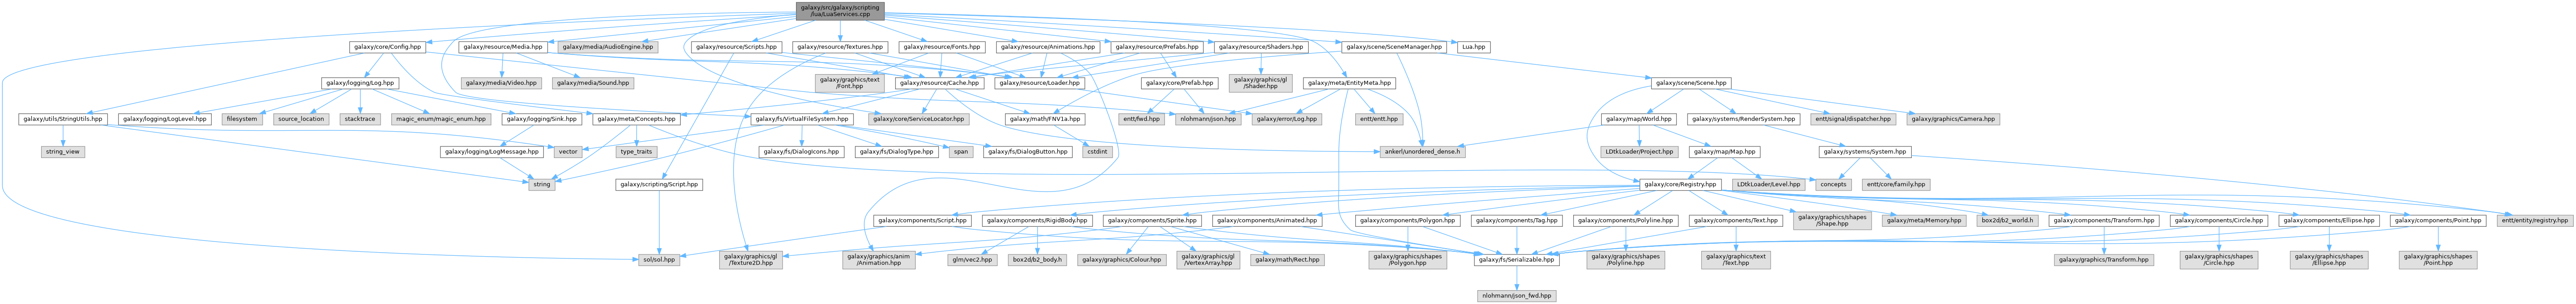 galaxy/src/galaxy/scripting
/lua/LuaServices.cpp
galaxy/core/Config.hpp
galaxy/resource/Media.hpp
galaxy/media/AudioEngine.hpp
galaxy/resource/Scripts.hpp
galaxy/resource/Textures.hpp
galaxy/resource/Fonts.hpp
galaxy/resource/Animations.hpp
galaxy/resource/Prefabs.hpp
galaxy/resource/Shaders.hpp
galaxy/scene/SceneManager.hpp
Lua.hpp
galaxy/logging/Log.hpp
galaxy/media/Video.hpp
galaxy/media/Sound.hpp
galaxy/graphics/text
/Font.hpp
galaxy/resource/Cache.hpp
galaxy/resource/Loader.hpp
galaxy/core/Prefab.hpp
galaxy/graphics/gl
/Shader.hpp
galaxy/meta/EntityMeta.hpp
galaxy/scene/Scene.hpp
galaxy/utils/StringUtils.hpp
galaxy/logging/LogLevel.hpp
filesystem
source_location
stacktrace
magic_enum/magic_enum.hpp
galaxy/logging/Sink.hpp
galaxy/meta/Concepts.hpp
galaxy/fs/VirtualFileSystem.hpp
galaxy/core/ServiceLocator.hpp
galaxy/math/FNV1a.hpp
entt/fwd.hpp
nlohmann/json.hpp
galaxy/error/Log.hpp
entt/entt.hpp
galaxy/map/World.hpp
galaxy/systems/RenderSystem.hpp
entt/signal/dispatcher.hpp
galaxy/graphics/Camera.hpp
string_view
galaxy/logging/LogMessage.hpp
vector
type_traits
galaxy/fs/DialogIcons.hpp
galaxy/fs/DialogType.hpp
span
galaxy/fs/DialogButton.hpp
cstdint
ankerl/unordered_dense.h
LDtkLoader/Project.hpp
galaxy/map/Map.hpp
galaxy/systems/System.hpp
string
galaxy/scripting/Script.hpp
galaxy/core/Registry.hpp
LDtkLoader/Level.hpp
concepts
entt/core/family.hpp
galaxy/components/Script.hpp
galaxy/components/RigidBody.hpp
galaxy/components/Sprite.hpp
galaxy/components/Animated.hpp
galaxy/components/Polygon.hpp
galaxy/components/Tag.hpp
galaxy/components/Polyline.hpp
galaxy/components/Text.hpp
galaxy/graphics/shapes
/Shape.hpp
galaxy/meta/Memory.hpp
box2d/b2_world.h
galaxy/components/Transform.hpp
galaxy/components/Circle.hpp
galaxy/components/Ellipse.hpp
galaxy/components/Point.hpp
entt/entity/registry.hpp
sol/sol.hpp
galaxy/graphics/gl
/Texture2D.hpp
galaxy/graphics/anim
/Animation.hpp
glm/vec2.hpp
box2d/b2_body.h
galaxy/graphics/Colour.hpp
galaxy/graphics/gl
/VertexArray.hpp
galaxy/math/Rect.hpp
galaxy/graphics/shapes
/Polygon.hpp
galaxy/fs/Serializable.hpp
galaxy/graphics/shapes
/Polyline.hpp
galaxy/graphics/text
/Text.hpp
galaxy/graphics/Transform.hpp
galaxy/graphics/shapes
/Circle.hpp
galaxy/graphics/shapes
/Ellipse.hpp
galaxy/graphics/shapes
/Point.hpp
nlohmann/json_fwd.hpp